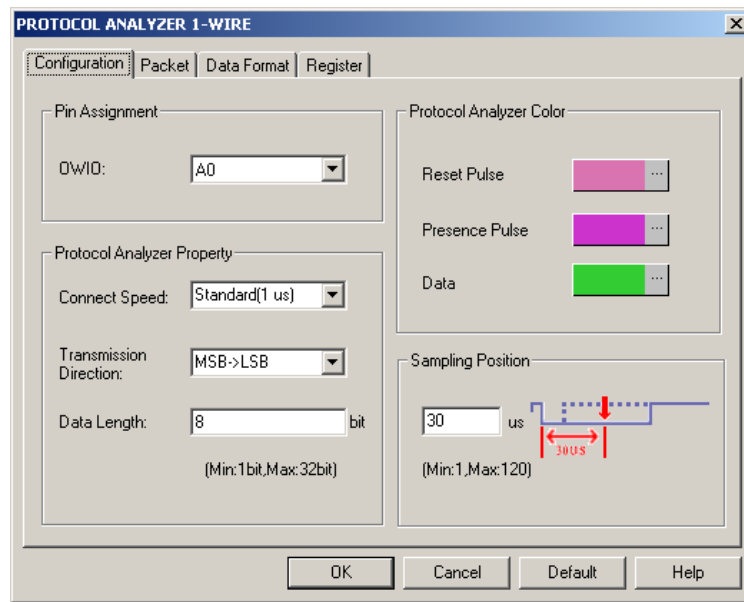 PROTOCOL ANALYZER 1-WIRE
Configuration Packet Data Format Register
Pin Assignment
OWIO: A0
Protocol Analyzer Property
Connect Speed: Standard(1 us)
Transmission
Direction: MSB->LSB
Data Length: 8 bit
(Min:1bit,Max:32bit)
Protocol Analyzer Color
Reset Pulse ...
Presence Pulse ...
Data ...
Sampling Position
30 us
30US
(Min:1,Max:120)
OK Cancel Default Help